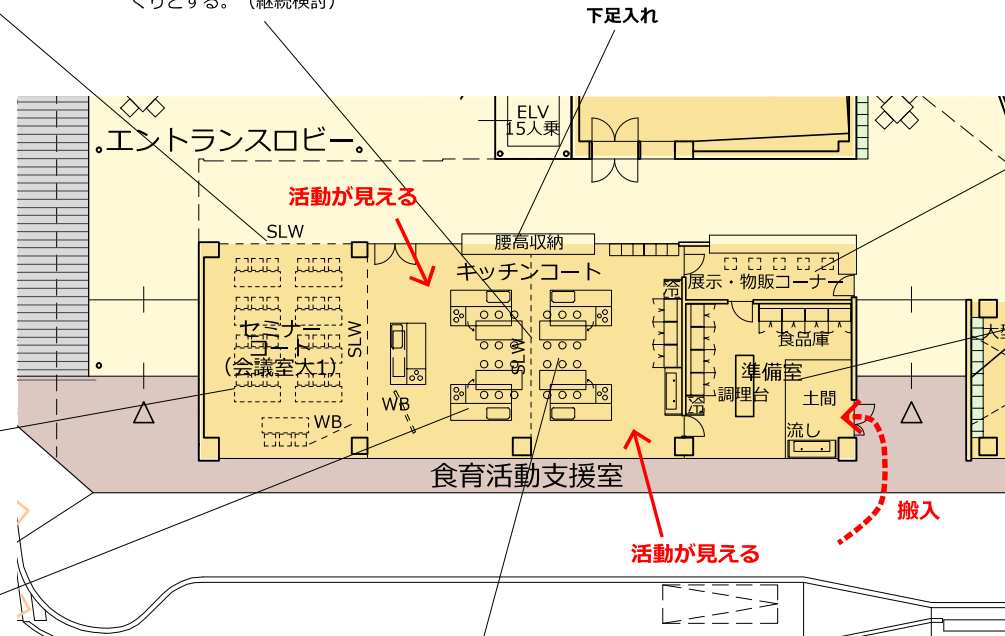 くりとする。（継続検討）
下足入れ
ELV
15人乗
エントランスロビー
活動が見える
SLW
腰高収納
キッチンコート
冷
展示・物販コーナー
セミナー
コート
（会議室大1）
SLW
SLW
食品庫
大型
準備室
調理台
土間
冷
WB
WB
流し
食育活動支援室
搬入
活動が見える